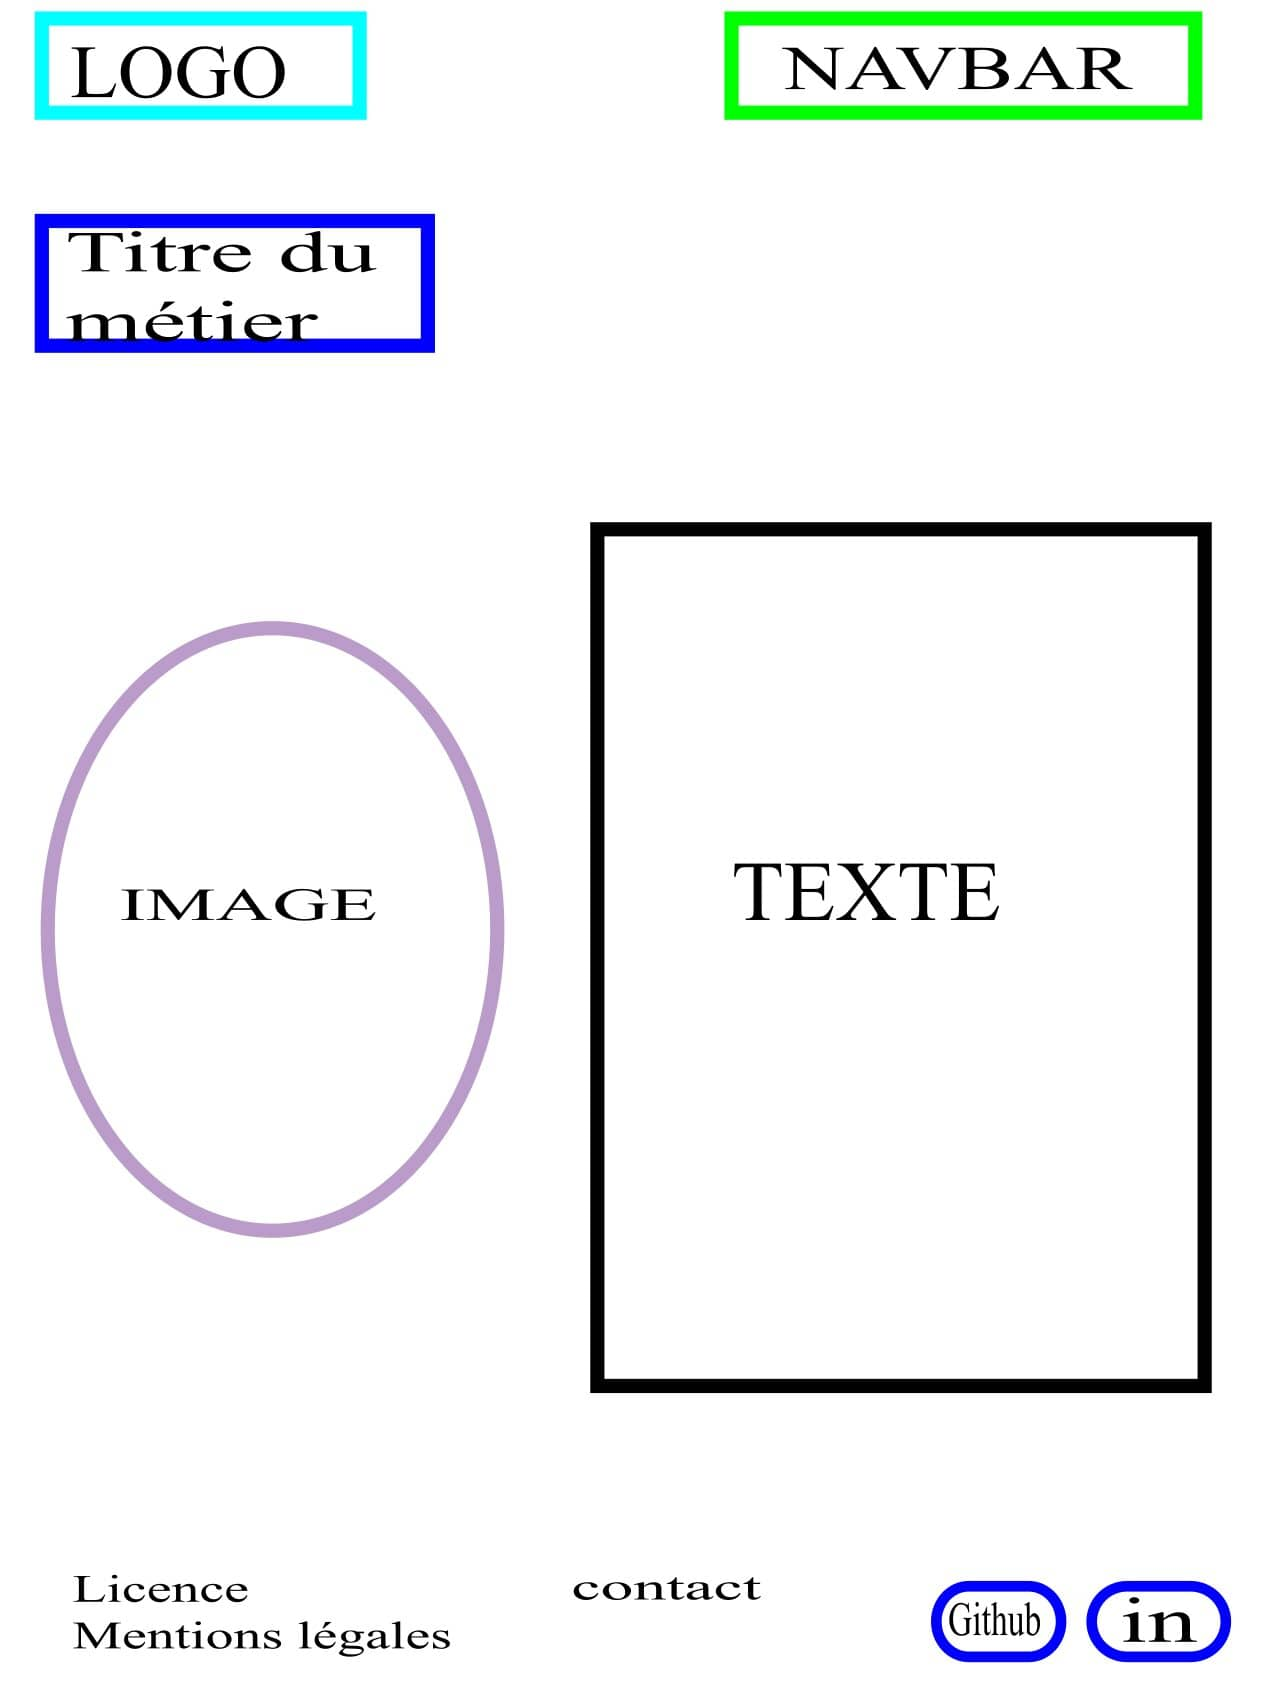 LOGO
NAVBAR
Titre du
métier
IMAGE
TEXTE
Licence
Mentions légales
contact
Github
in